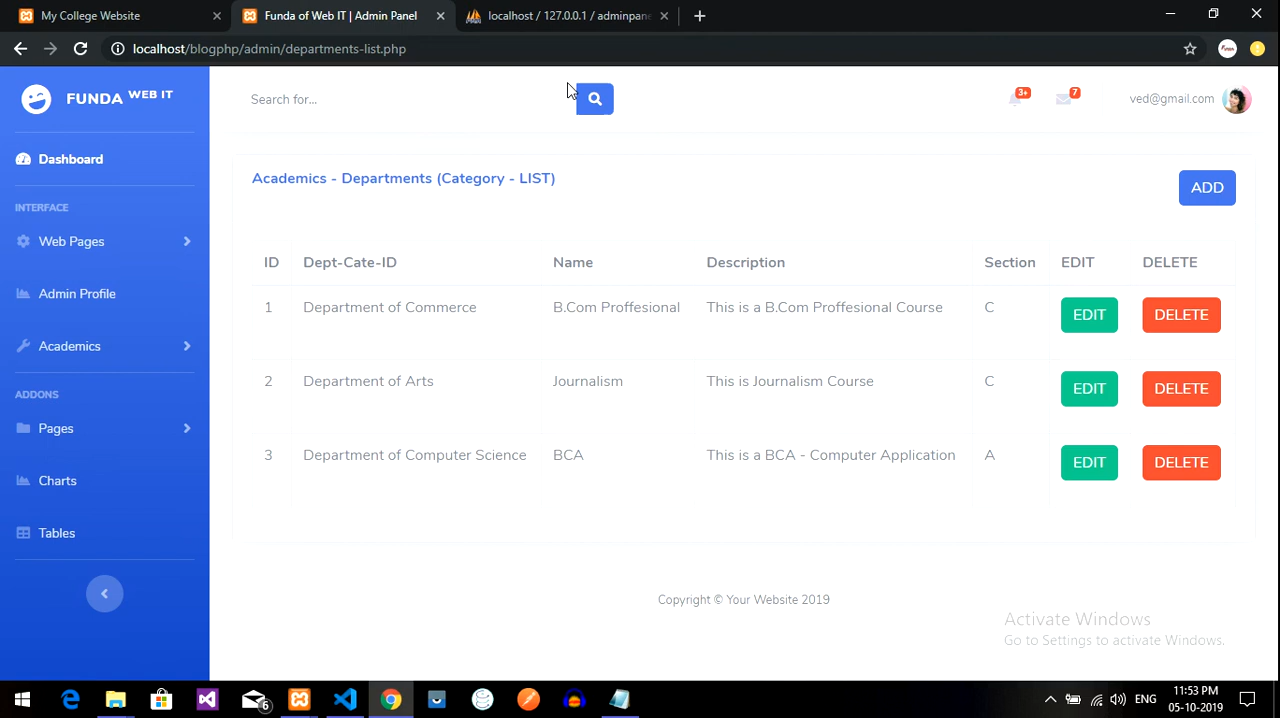 My College Website
Funda of Web IT | Admin Panel
localhost / 127.0.0.1 / adminpane
localhost/blogphp/admin/departments-list.php
FUNDA WEB IT
Search for...
3+
7
ved@gmail.com
Dashboard
INTERFACE
Web Pages
Admin Profile
Academics
ADDONS
Pages
Charts
Tables
Academics - Departments (Category - LIST)
ADD
ID Dept-Cate-ID Name Description Section EDIT DELETE
1 Department of Commerce B.Com Proffesional This is a B.Com Proffesional Course C EDIT DELETE
2 Department of Arts Journalism This is Journalism Course C EDIT DELETE
3 Department of Computer Science BCA This is a BCA - Computer Application A EDIT DELETE
Copyright © Your Website 2019
Activate Windows
Go to Settings to activate Windows.
6
ENG
11:53 PM
05-10-2019